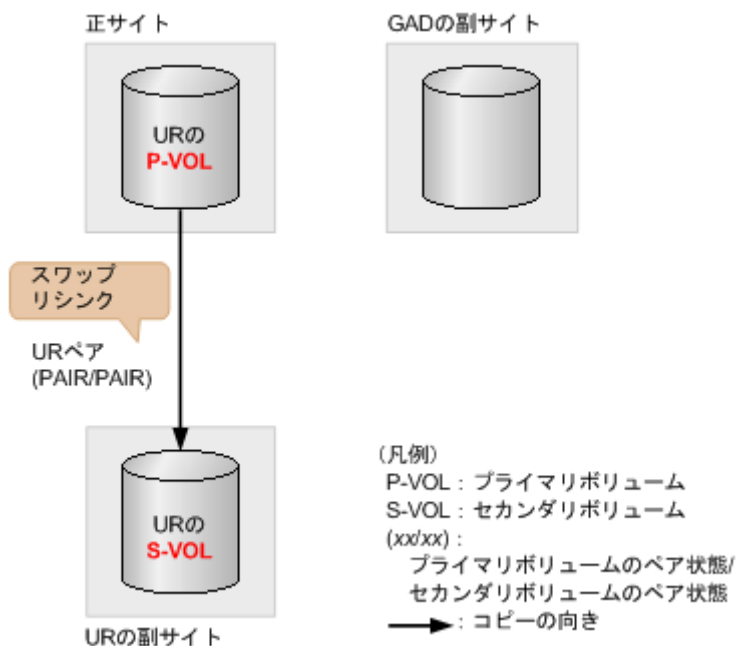 正サイト
GADの副サイト
URの
P-VOL
スワップ
リシンク
URペア
(PAIR/PAIR)
URの
S-VOL
URの副サイト
(凡例)
P-VOL：プライマリボリューム
S-VOL：セカンダリボリューム
(xx/xx)：
プライマリボリュームのペア状態/
セカンダリボリュームのペア状態
：コピーの向き